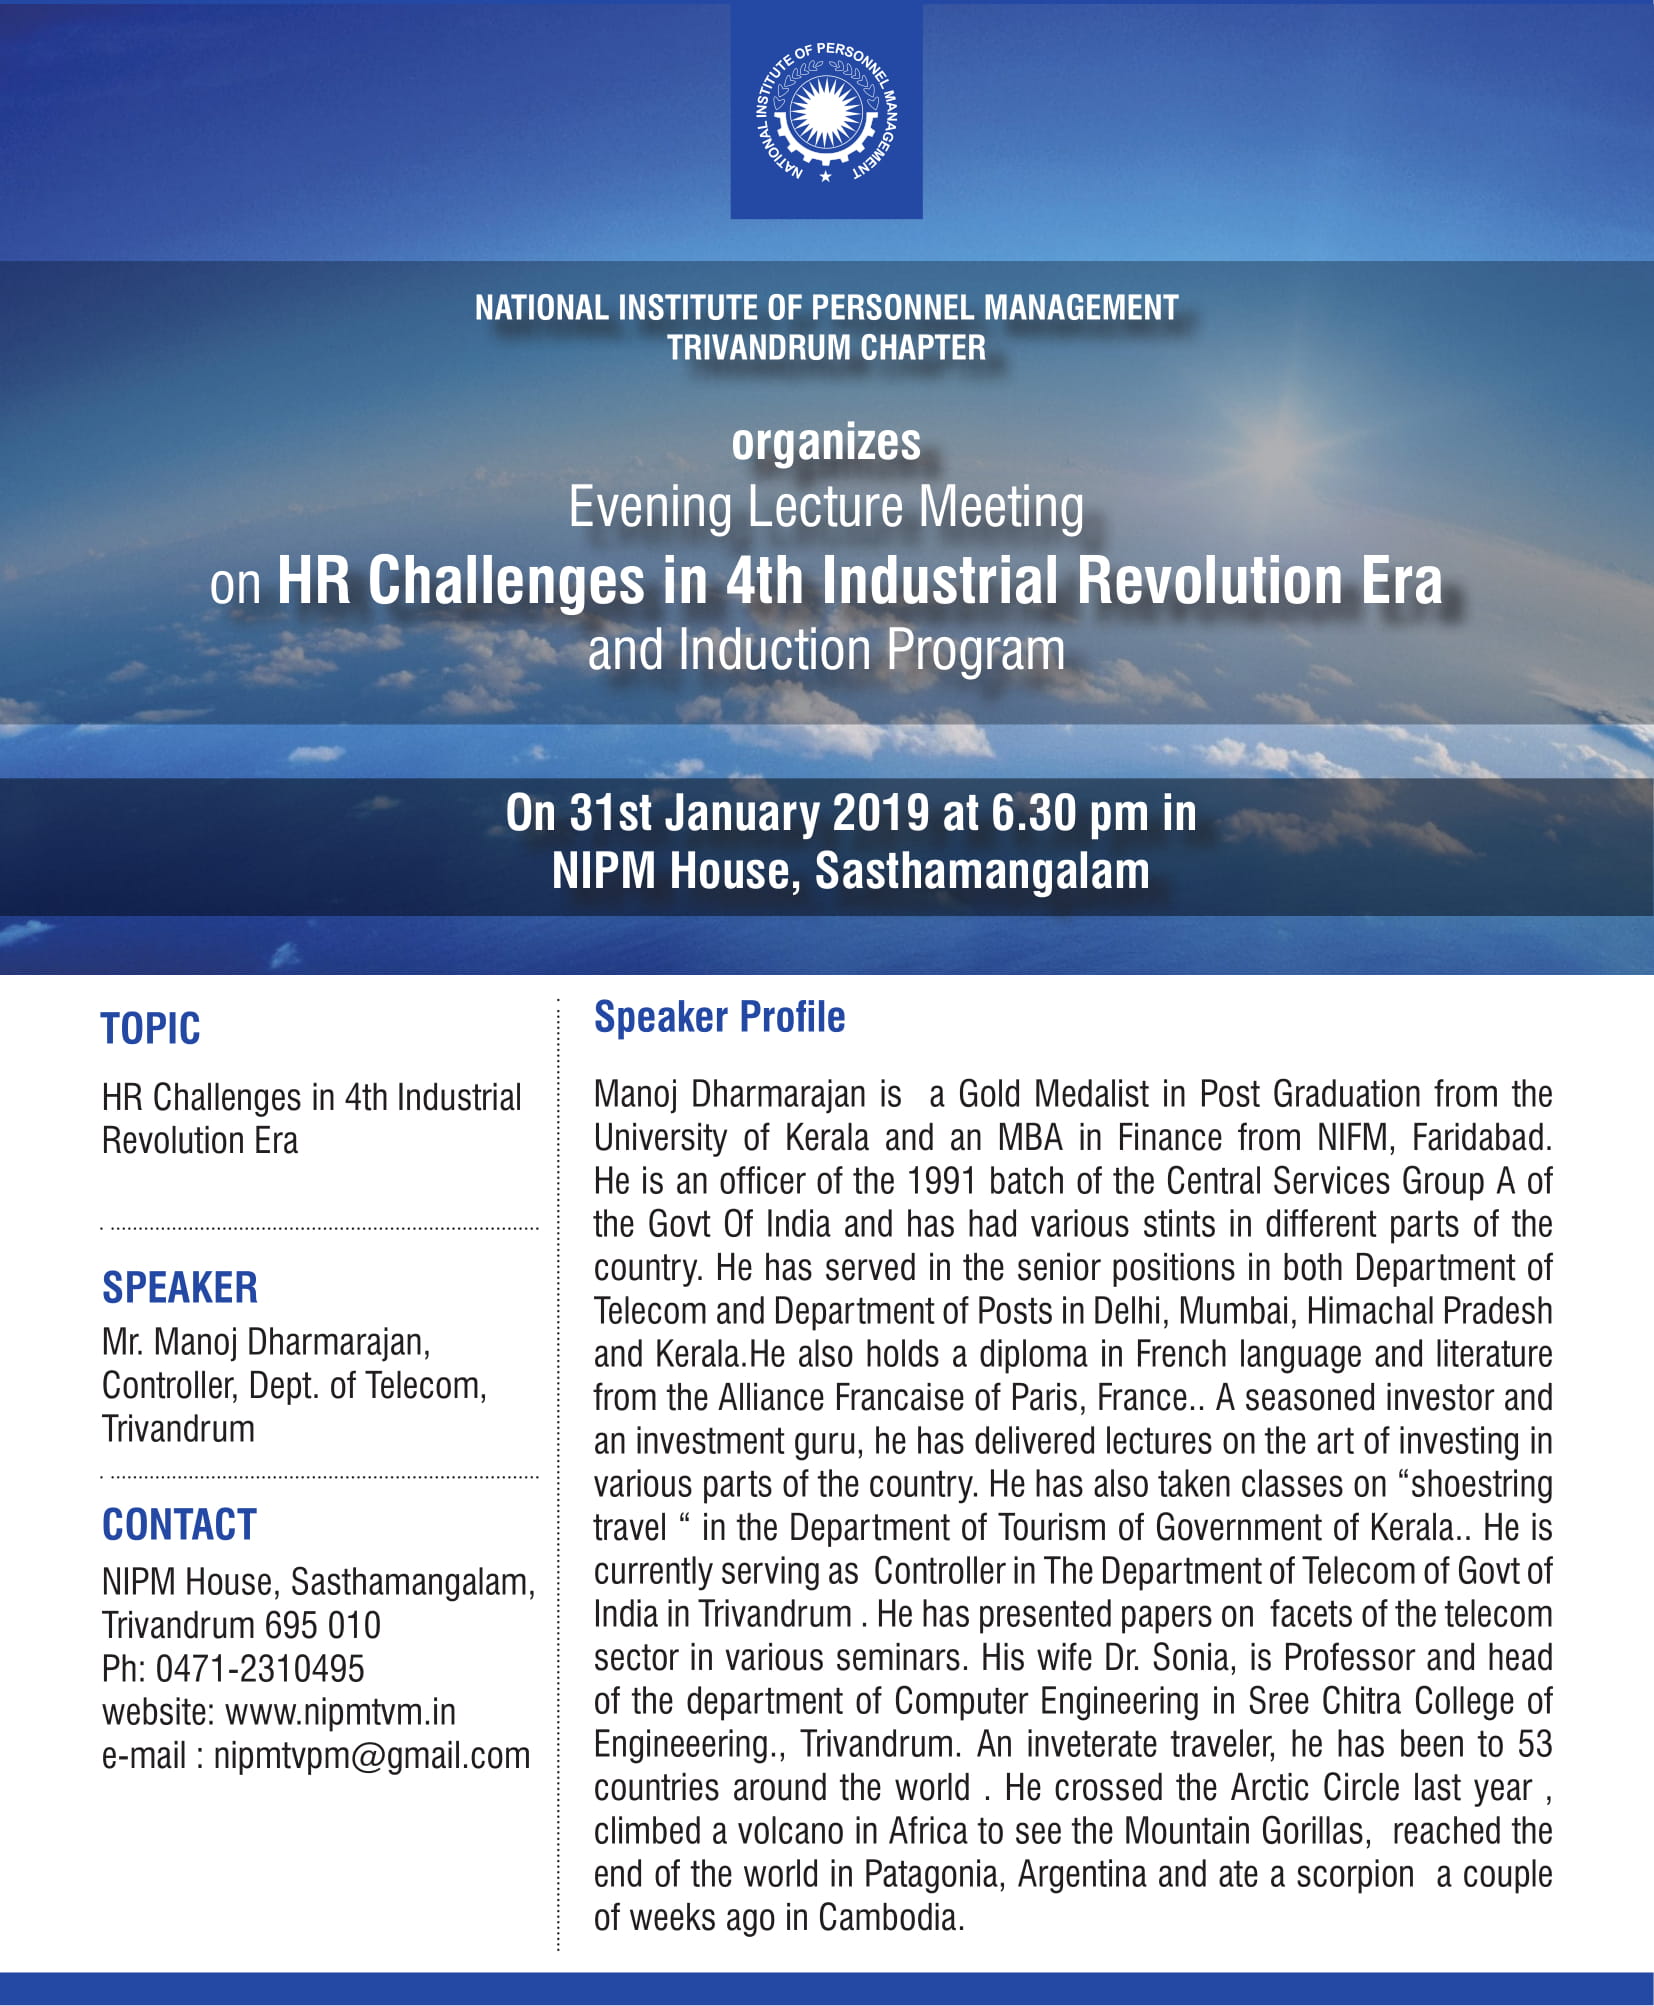 NATIONAL INSTITUTE OF PERSONNEL MANAGEMENT
NATIONAL INSTITUTE OF PERSONNEL MANAGEMENT
TRIVANDRUM CHAPTER
organizes
Evening Lecture Meeting
on HR Challenges in 4th Industrial Revolution Era
and Induction Program
On 31st January 2019 at 6.30 pm in
NIPM House, Sasthamangalam
TOPIC
HR Challenges in 4th Industrial
Revolution Era
SPEAKER
Mr. Manoj Dharmarajan,
Controller, Dept. of Telecom,
Trivandrum
CONTACT
NIPM House, Sasthamangalam,
Trivandrum 695 010
Ph: 0471-2310495
website: www.nipmtvm.in
e-mail : nipmtvpm@gmail.com
Speaker Profile
Manoj Dharmarajan is  a Gold Medalist in Post Graduation from the
University of Kerala and an MBA in Finance from NIFM, Faridabad.
He is an officer of the 1991 batch of the Central Services Group A of
the Govt Of India and has had various stints in different parts of the
country. He has served in the senior positions in both Department of
Telecom and Department of Posts in Delhi, Mumbai, Himachal Pradesh
and Kerala.He also holds a diploma in French language and literature
from the Alliance Francaise of Paris, France.. A seasoned investor and
an investment guru, he has delivered lectures on the art of investing in
various parts of the country. He has also taken classes on “shoestring
travel “ in the Department of Tourism of Government of Kerala.. He is
currently serving as  Controller in The Department of Telecom of Govt of
India in Trivandrum . He has presented papers on  facets of the telecom
sector in various seminars. His wife Dr. Sonia, is Professor and head
of the department of Computer Engineering in Sree Chitra College of
Engineeering., Trivandrum. An inveterate traveler, he has been to 53
countries around the world . He crossed the Arctic Circle last year ,
climbed a volcano in Africa to see the Mountain Gorillas,  reached the
end of the world in Patagonia, Argentina and ate a scorpion  a couple
of weeks ago in Cambodia.